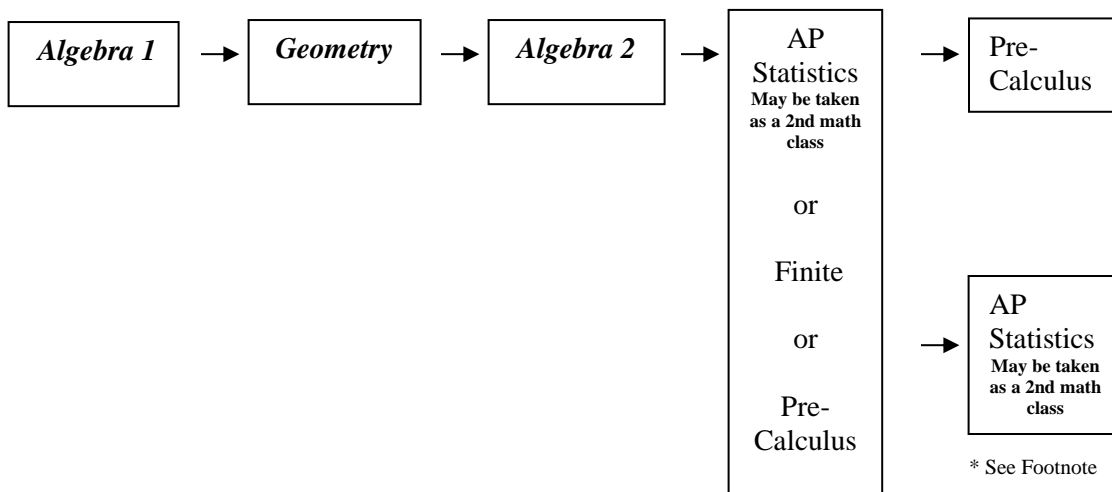 Algebra 1
Geometry
Algebra 2
AP
Statistics
May be taken
as a 2nd math
class
or
Finite
or
Pre-
Calculus
Pre-
Calculus
AP
Statistics
May be taken
as a 2nd math
class
* See Footnote